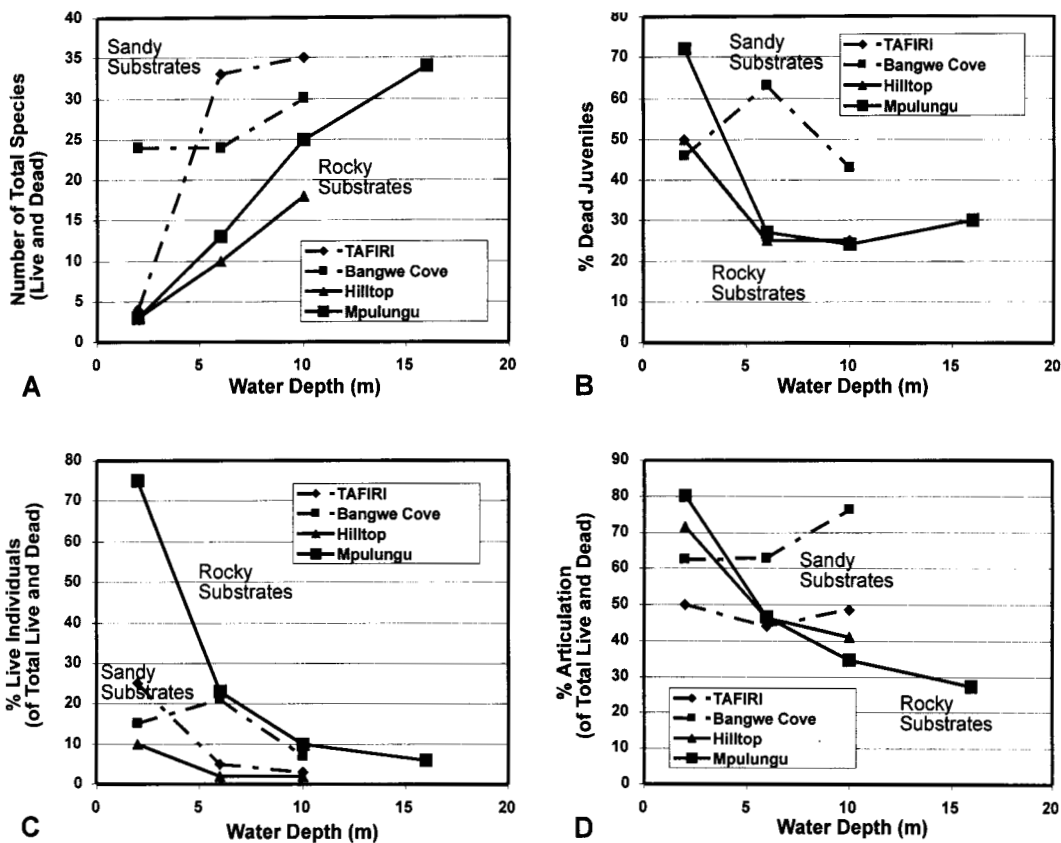 40
35
30
25
20
15
10
5
0
Number of Total Species
(Live and Dead)
Sandy
Substrates
Rocky
Substrates
TAFIRI
Bangwe Cove
Hilltop
Mpulungu
0 5 10 15 20
Water Depth (m)
A
80
70
60
50
40
30
20
10
0
% Dead Juveniles
Sandy
Substrates
TAFIRI
Bangwe Cove
Hilltop
Mpulungu
Rocky
Substrates
0 5 10 15 20
Water Depth (m)
B
80
70
60
50
40
30
20
10
0
% Live Individuals
(of Total Live and Dead)
TAFIRI
Bangwe Cove
Hilltop
Mpulungu
Rocky
Substrates
Sandy
Substrates
0 5 10 15 20
Water Depth (m)
C
90
80
70
60
50
40
30
20
10
0
% Articulation
(of Total Live and Dead)
Sandy
Substrates
Rocky
Substrates
TAFIRI
Bangwe Cove
Hilltop
Mpulungu
0 5 10 15 20
Water Depth (m)
D